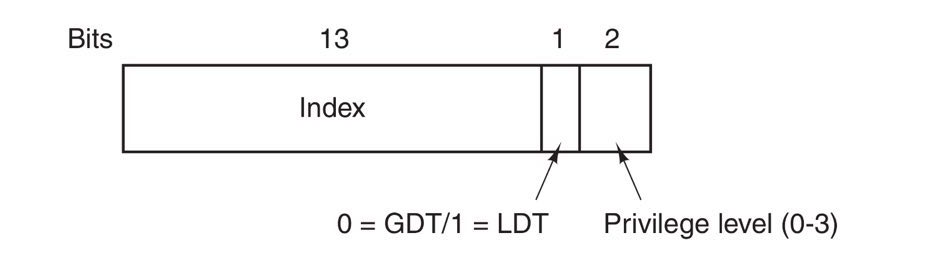 Bits 13 1 2
Index
0 = GDT/1 = LDT Privilege level (0-3)